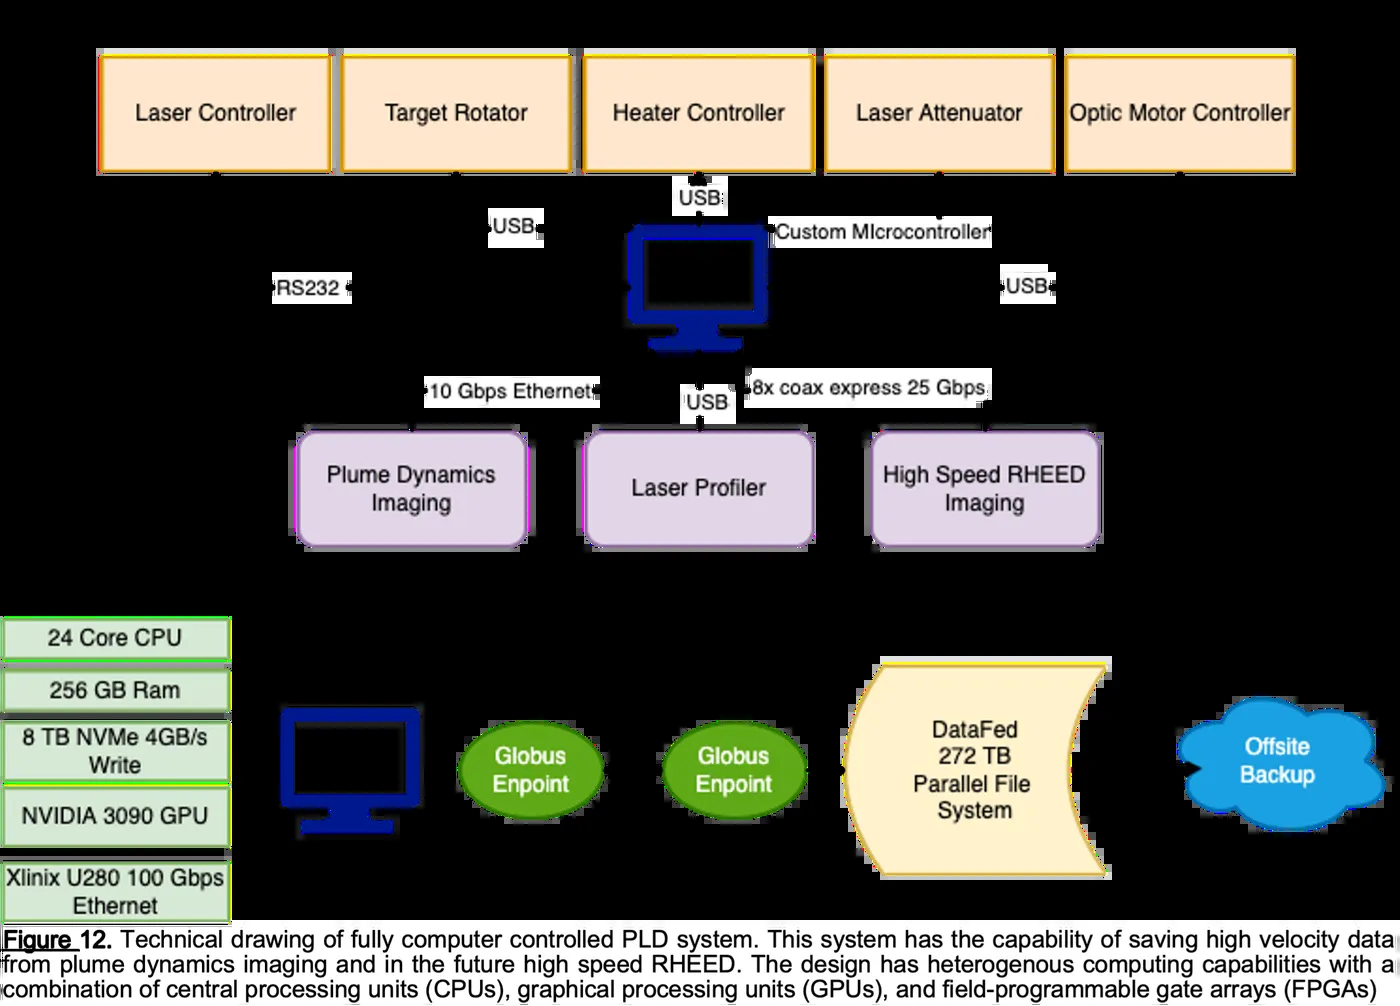 Laser Controller
Target Rotator
Heater Controller
Laser Attenuator
Optic Motor Controller
USB
USB
Custom MIcrocontroller
RS232
USB
10 Gbps Ethernet
USB
8x coax express 25 Gbps
Plume Dynamics
Imaging
Laser Profiler
High Speed RHEED
Imaging
24 Core CPU
256 GB Ram
8 TB NVMe 4GB/s
Write
NVIDIA 3090 GPU
Xlinix U280 100 Gbps
Ethernet
Globus
Enpoint
Globus
Enpoint
DataFed
272 TB
Parallel File
System
Offsite
Backup
Figure 12. Technical drawing of fully computer controlled PLD system. This system has the capability of saving high velocity data
from plume dynamics imaging and in the future high speed RHEED. The design has heterogenous computing capabilities with a
combination of central processing units (CPUs), graphical processing units (GPUs), and field-programmable gate arrays (FPGAs)